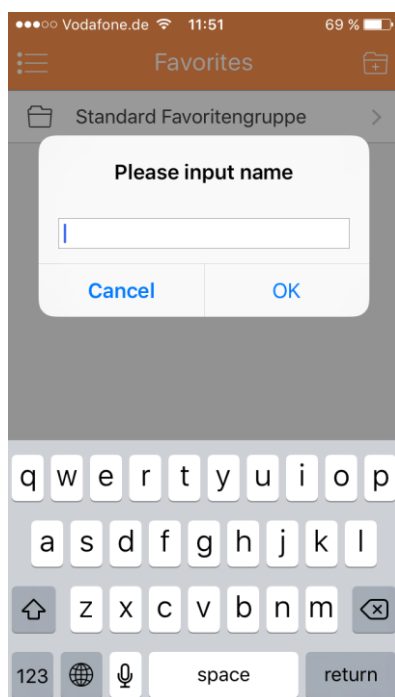 Vodafone.de 11:51 69 %
Favorites
Standard Favoritengruppe
Please input name
Cancel OK
q w e r t y u i o p
a s d f g h j k l
z x c v b n m
123 space return